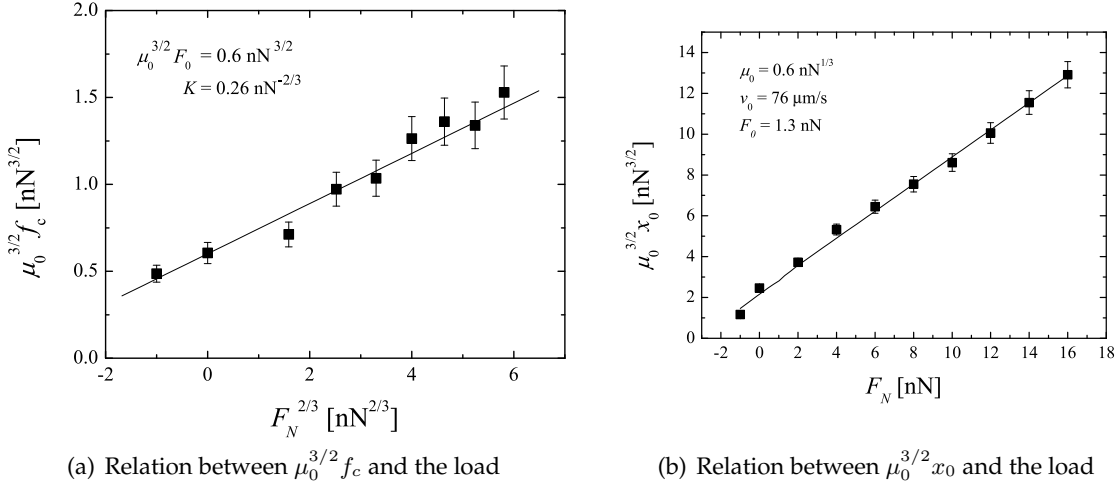 2.0
1.5
1.0
0.5
0.0
-2 0 2 4 6
μ₀^{3/2} f_c [nN^{3/2}]
μ₀^{3/2} F₀ = 0.6 nN^{3/2}
K = 0.26 nN^{-2/3}
F_N^{2/3} [nN^{2/3}]
(a) Relation between μ₀^{3/2} f_c and the load
14
12
10
8
6
4
2
0
-2 0 2 4 6 8 10 12 14 16 18
μ₀^{3/2} x₀ [nN^{3/2}]
μ₀ = 0.6 nN^{1/3}
v₀ = 76 μm/s
F₀ = 1.3 nN
F_N [nN]
(b) Relation between μ₀^{3/2} x₀ and the load